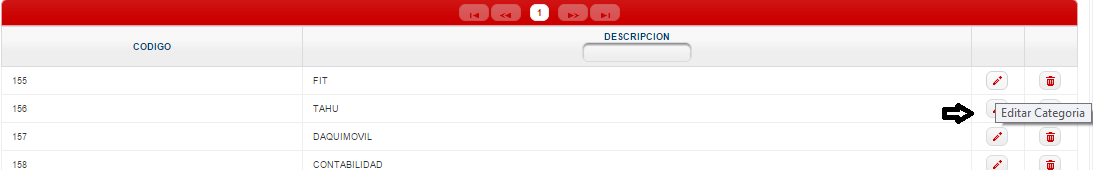 1
CODIGO DESCRIPCION
155 FIT
156 TAHU
Editar Categoria
157 DAQUIMOVIL
158 CONTABILIDAD